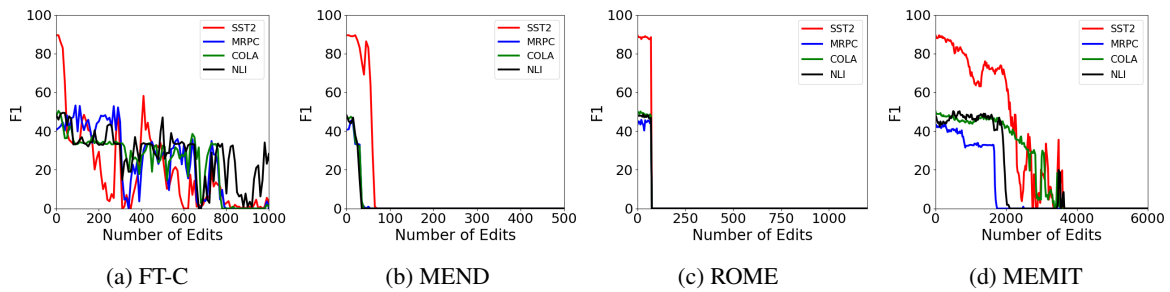 100
80
60
40
20
0
F1
0 200 400 600 800 1000
Number of Edits
SST2
MRPC
COLA
NLI
(a) FT-C
100
80
60
40
20
0
F1
0 100 200 300 400 500
Number of Edits
SST2
MRPC
COLA
NLI
(b) MEND
100
80
60
40
20
0
F1
0 250 500 750 1000
Number of Edits
SST2
MRPC
COLA
NLI
(c) ROME
100
80
60
40
20
0
F1
0 2000 4000 6000
Number of Edits
SST2
MRPC
COLA
NLI
(d) MEMIT